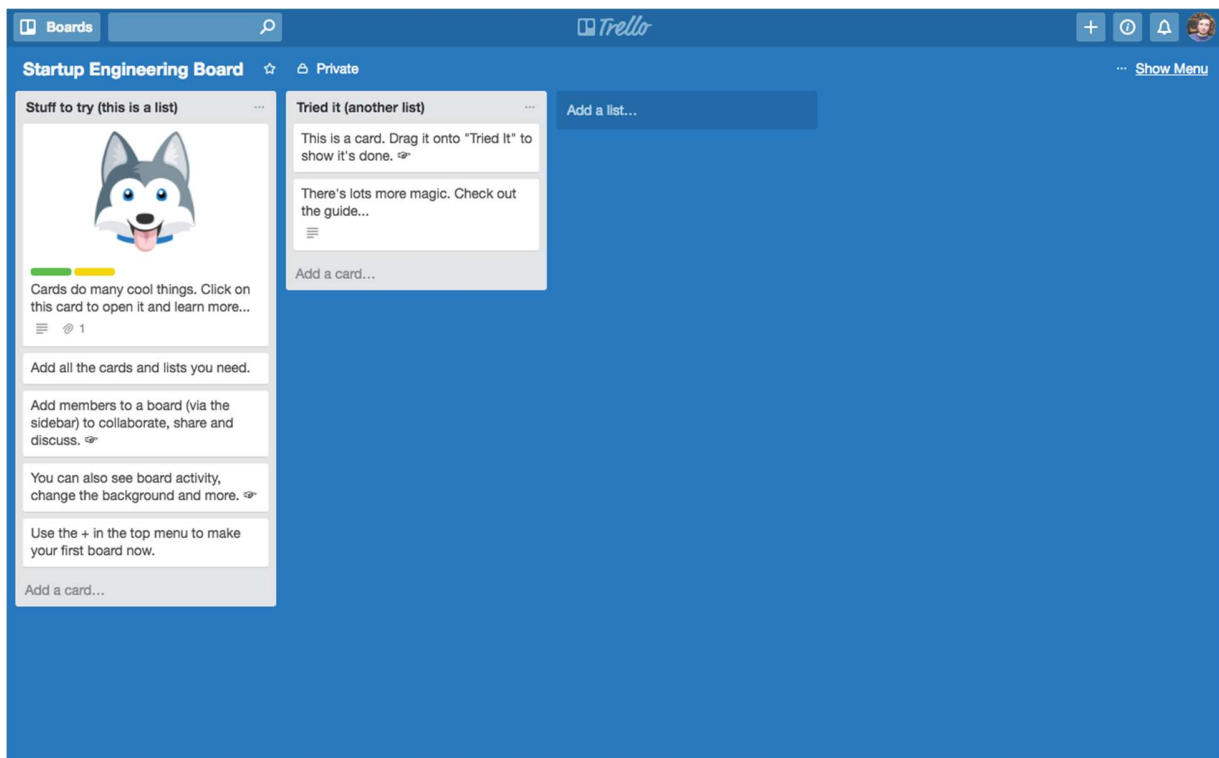 Boards
Trello
Startup Engineering Board
Private
... Show Menu
Stuff to try (this is a list)
...
Cards do many cool things. Click on
this card to open it and learn more...
1
Add all the cards and lists you need.
Add members to a board (via the
sidebar) to collaborate, share and
discuss. ☞
You can also see board activity,
change the background and more. ☞
Use the + in the top menu to make
your first board now.
Add a card...
Tried it (another list)
...
This is a card. Drag it onto "Tried It" to
show it's done. ☞
There's lots more magic. Check out
the guide...
Add a card...
Add a list...